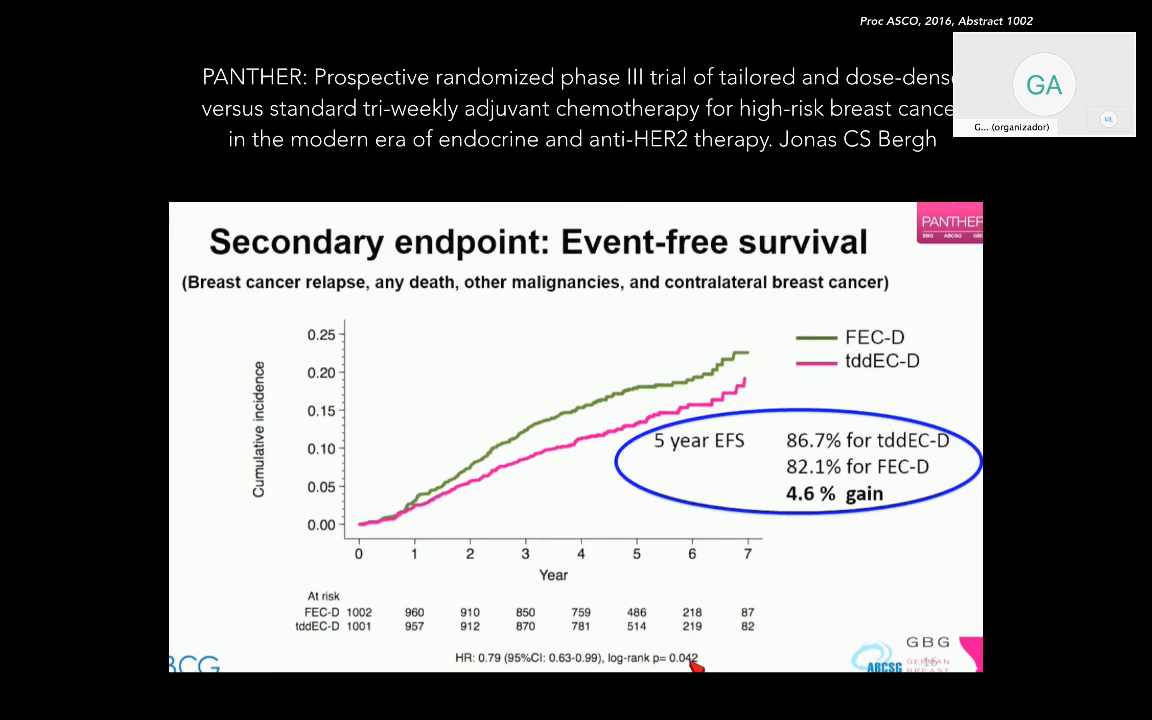 Proc ASCO, 2016, Abstract 1002
GA
G... (organizador)
ML
PANTHER: Prospective randomized phase III trial of tailored and dose-dens
versus standard tri-weekly adjuvant chemotherapy for high-risk breast cance
in the modern era of endocrine and anti-HER2 therapy. Jonas CS Bergh
PANTHER
BBG ABCSG GBG
Secondary endpoint: Event-free survival
(Breast cancer relapse, any death, other malignancies, and contralateral breast cancer)
FEC-D
tddEC-D
Cumulative incidence
0.25
0.20
0.15
0.10
0.05
0.00
5 year EFS 86.7% for tddEC-D
82.1% for FEC-D
4.6 % gain
0 1 2 3 4 5 6 7
Year
At risk
FEC-D 1002 960 910 850 759 486 218 87
tddEC-D 1001 957 912 870 781 514 219 82
HR: 0.79 (95%CI: 0.63-0.99), log-rank p= 0.042
BCG
ABCSG
GBG
GERMAN
BREAST
16